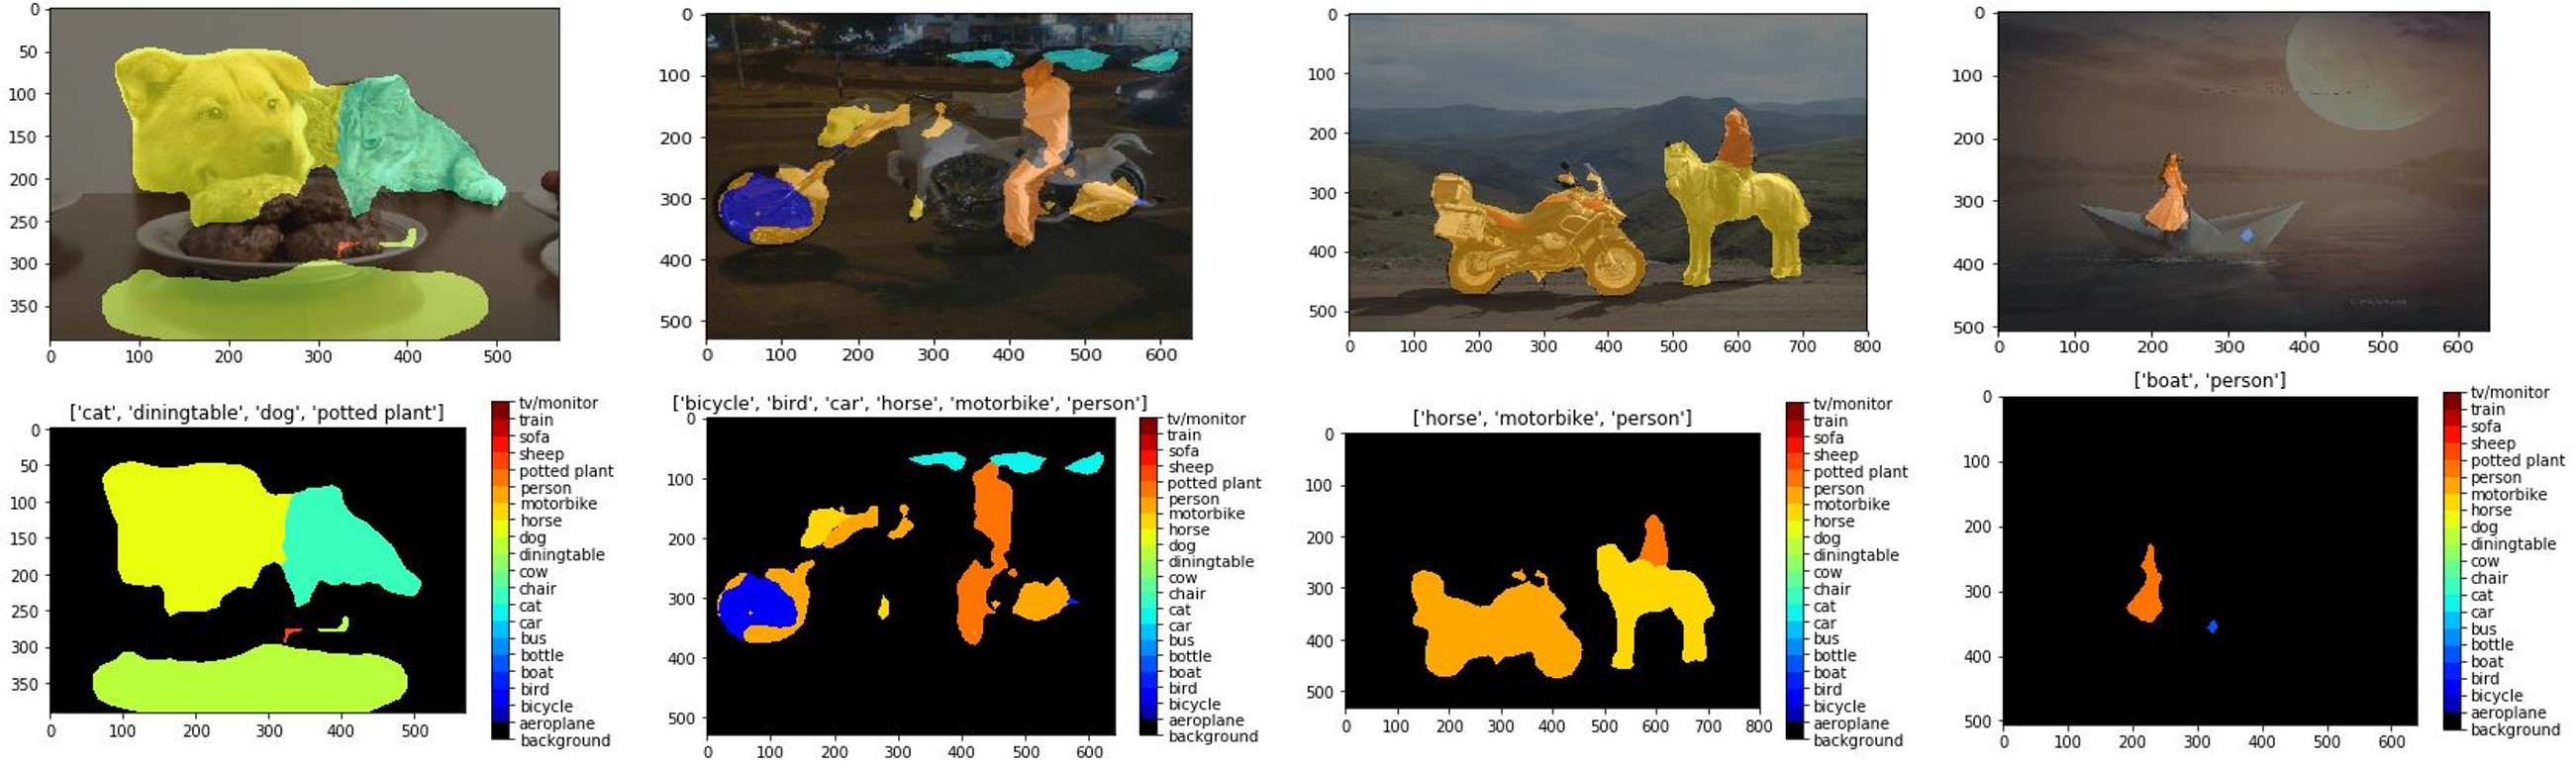 0
50
100
150
200
250
300
350
0 100 200 300 400 500
0
100
200
300
400
500
0 100 200 300 400 500 600
0
100
200
300
400
500
0 100 200 300 400 500 600 700 800
0
100
200
300
400
500
0 100 200 300 400 500 600
['cat', 'diningtable', 'dog', 'potted plant']
0
50
100
150
200
250
300
350
0 100 200 300 400 500
tv/monitor
train
sofa
sheep
potted plant
person
motorbike
horse
dog
diningtable
cow
chair
cat
car
bus
bottle
boat
bird
bicycle
aeroplane
background
['bicycle', 'bird', 'car', 'horse', 'motorbike', 'person']
0
100
200
300
400
500
0 100 200 300 400 500 600
tv/monitor
train
sofa
sheep
potted plant
person
motorbike
horse
dog
diningtable
cow
chair
cat
car
bus
bottle
boat
bird
bicycle
aeroplane
background
['horse', 'motorbike', 'person']
0
100
200
300
400
500
0 100 200 300 400 500 600 700 800
tv/monitor
train
sofa
sheep
potted plant
person
motorbike
horse
dog
diningtable
cow
chair
cat
car
bus
bottle
boat
bird
bicycle
aeroplane
background
['boat', 'person']
0
100
200
300
400
500
0 100 200 300 400 500 600
tv/monitor
train
sofa
sheep
potted plant
person
motorbike
horse
dog
diningtable
cow
chair
cat
car
bus
bottle
boat
bird
bicycle
aeroplane
background